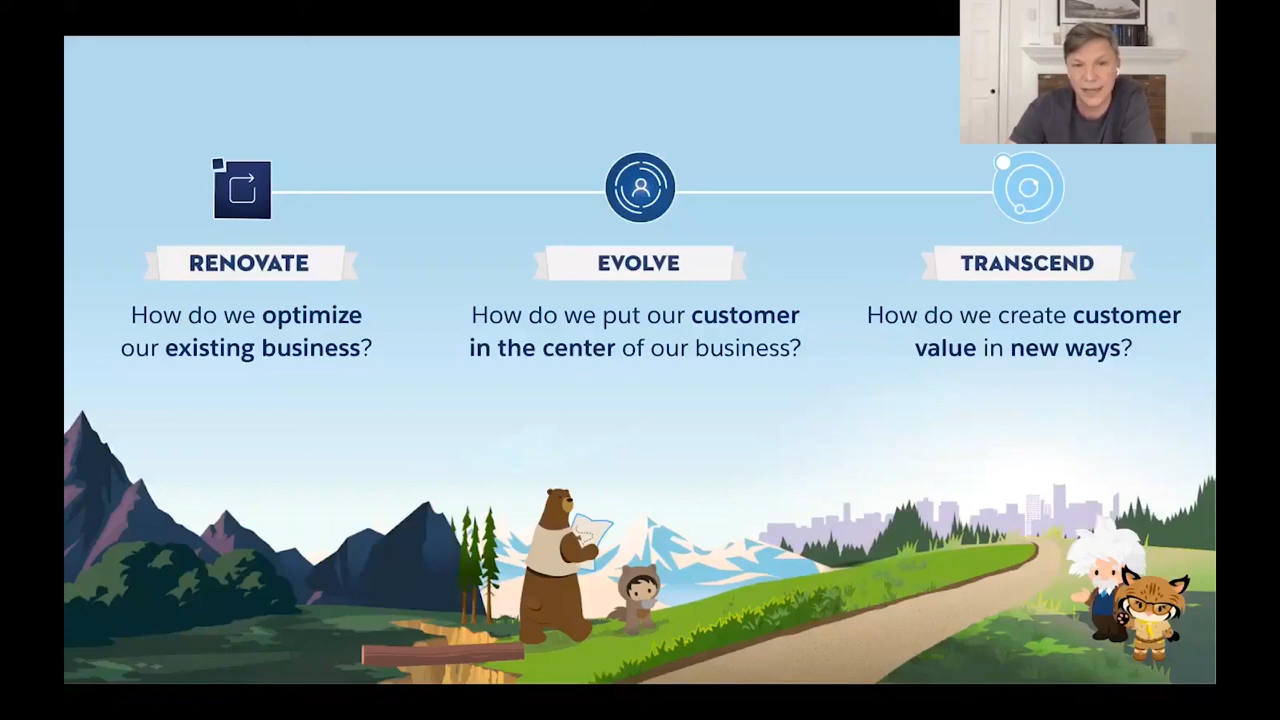 RENOVATE
How do we optimize
our existing business?
EVOLVE
How do we put our customer
in the center of our business?
TRANSCEND
How do we create customer
value in new ways?